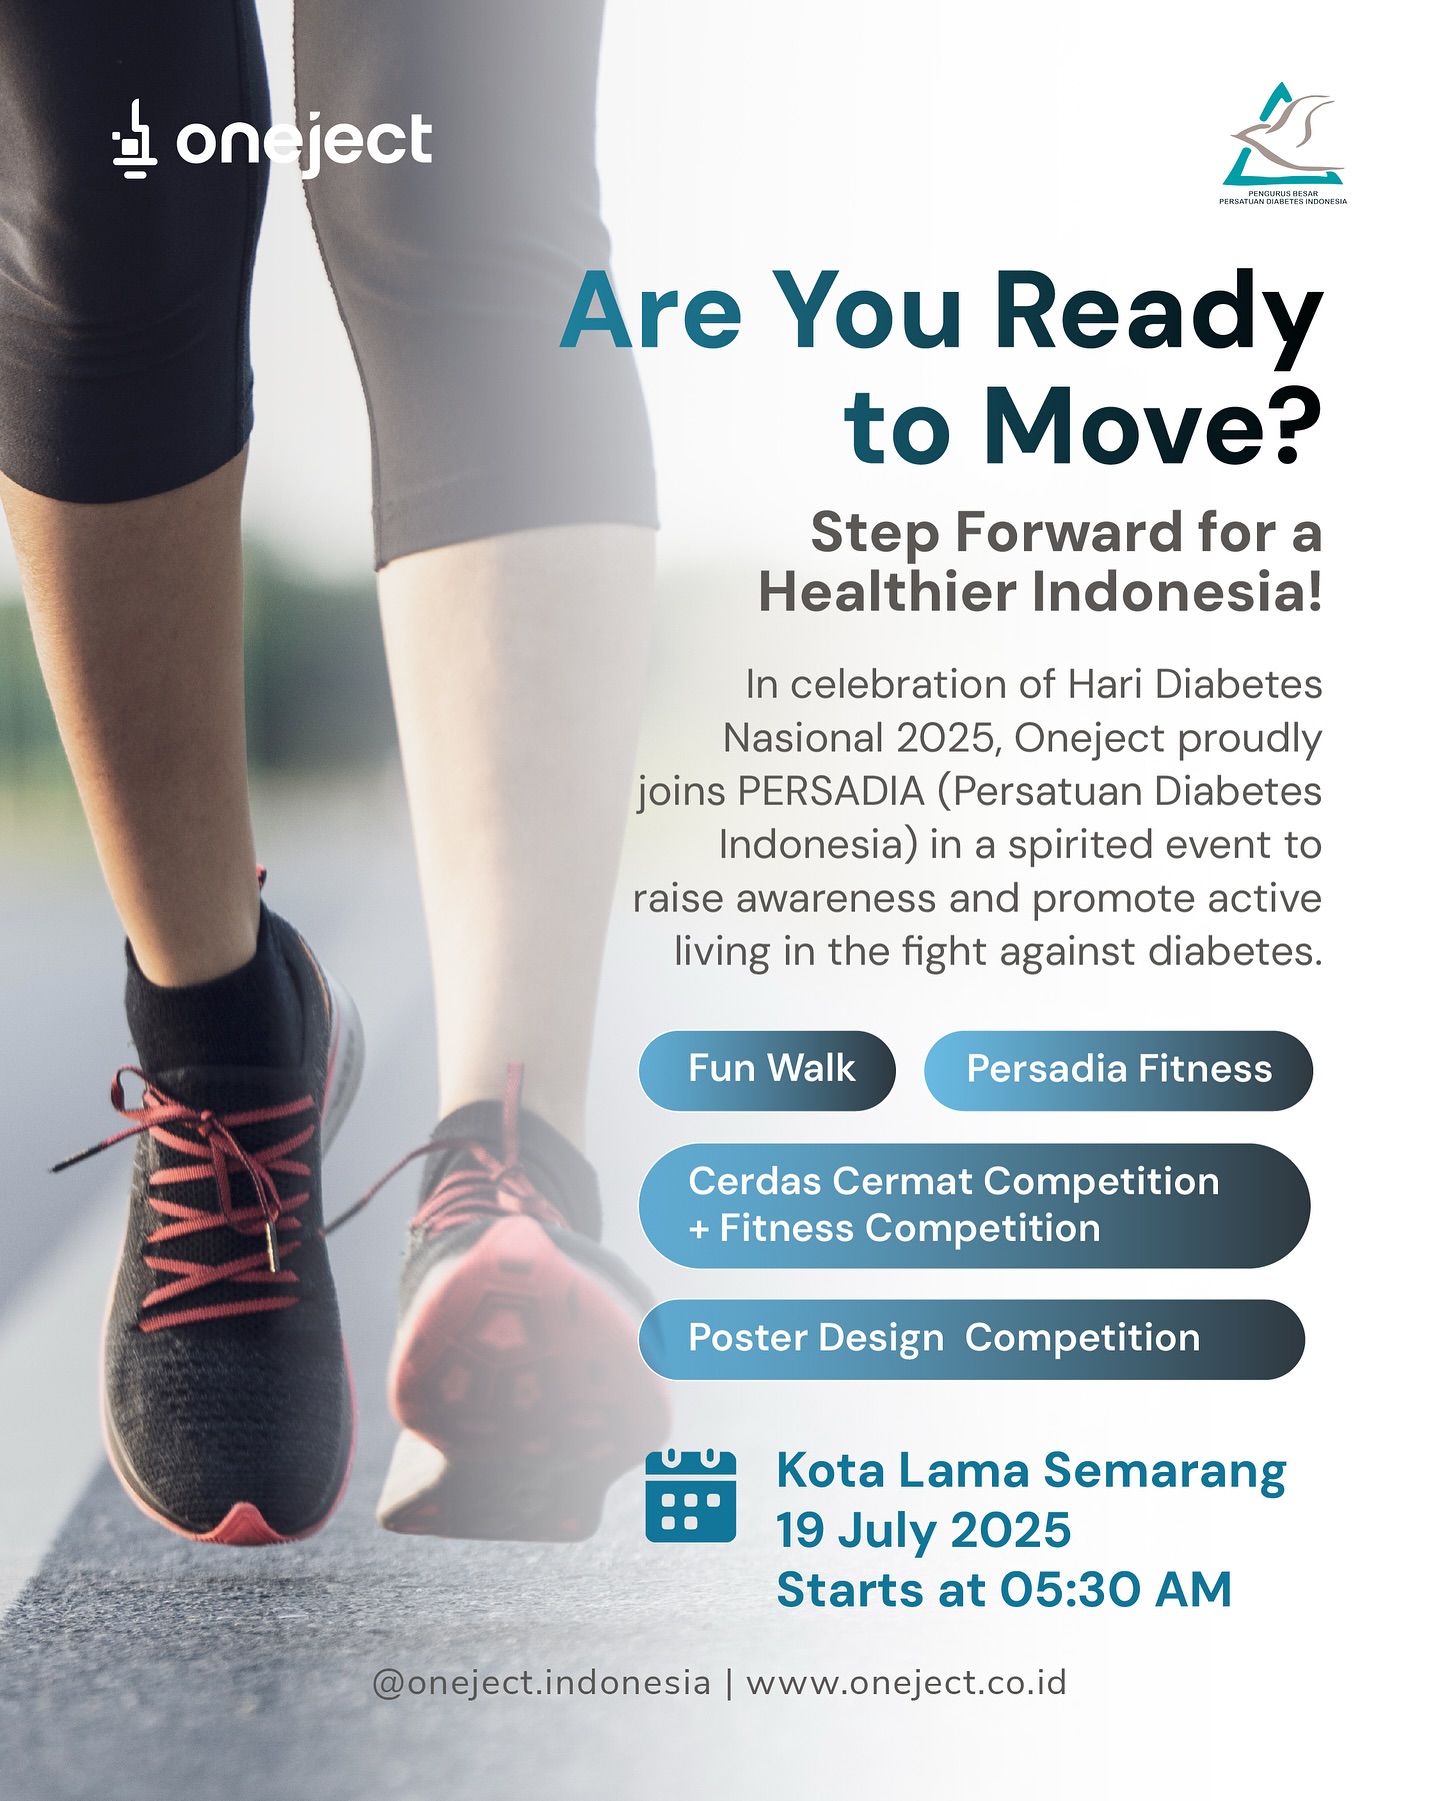 oneject
PENGURUS BESAR
PERSATUAN DIABETES INDONESIA
Are You Ready
to Move?
Step Forward for a
Healthier Indonesia!
In celebration of Hari Diabetes
Nasional 2025, Oneject proudly
joins PERSADIA (Persatuan Diabetes
Indonesia) in a spirited event to
raise awareness and promote active
living in the fight against diabetes.
Fun Walk
Persadia Fitness
Cerdas Cermat Competition
+ Fitness Competition
Poster Design  Competition
Kota Lama Semarang
19 July 2025
Starts at 05:30 AM
@oneject.indonesia | www.oneject.co.id